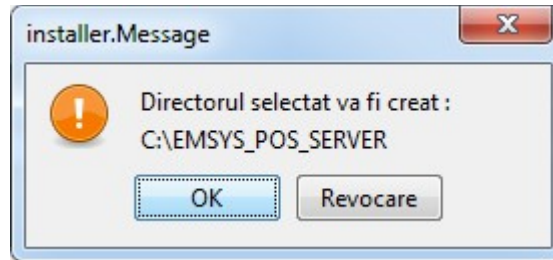 installer.Message
Directorul selectat va fi creat :
C:\EMSYS_POS_SERVER
OK
Revocare